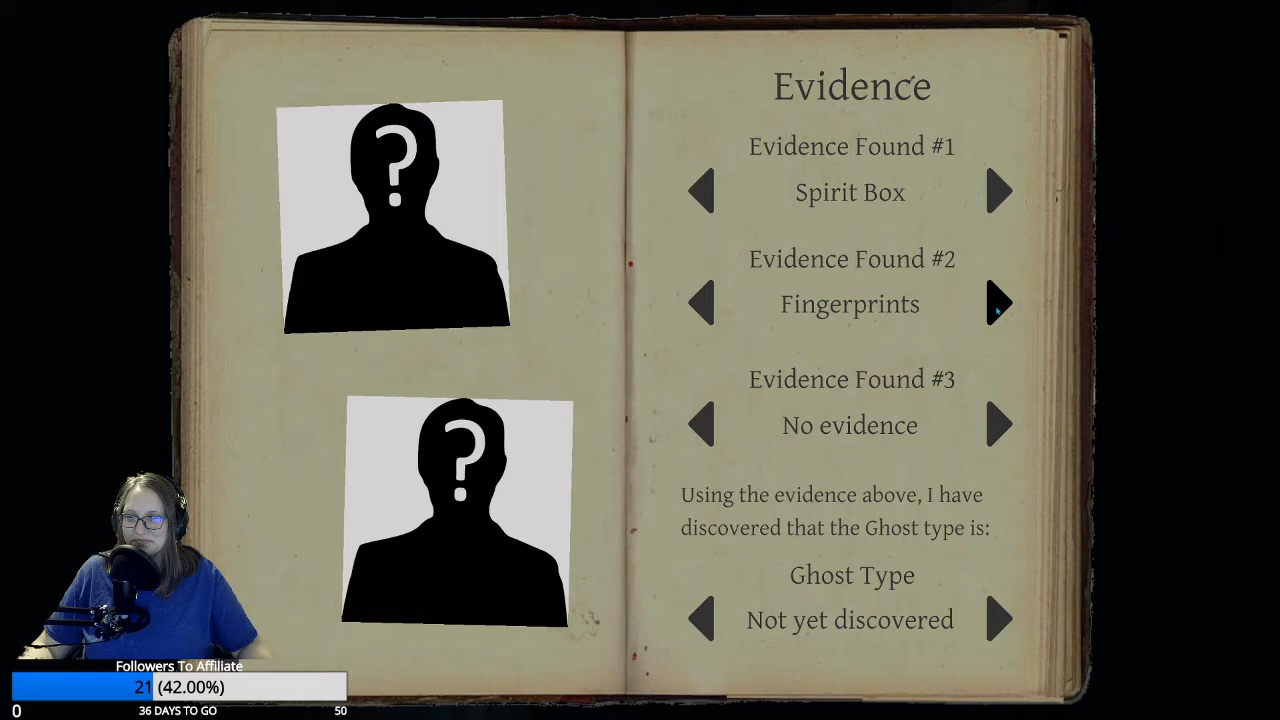 ?
?
Evidence
Evidence Found #1
Spirit Box
Evidence Found #2
Fingerprints
Evidence Found #3
No evidence
Using the evidence above, I have
discovered that the Ghost type is:
Ghost Type
Not yet discovered
Followers To Affiliate
21 (42.00%)
0 36 DAYS TO GO 50